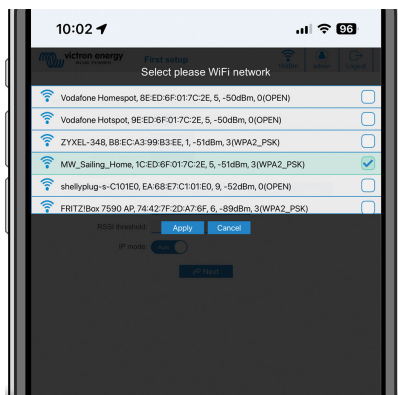 10:02
96
victron energy
BLUE POWER
First setup
admin
Logout
Select please WiFi network
Vodafone Homespot, 8E:ED:6F:01:7C:2E, 5, -50dBm, 0(OPEN)
Vodafone Hotspot, 9E:ED:6F:01:7C:2E, 5, -50dBm, 0(OPEN)
ZYXEL-348, B8:EC:A3:99:B3:EE, 1, -51dBm, 3(WPA2_PSK)
MW_Sailing_Home, 1C:ED:6F:01:7C:2E, 5, -51dBm, 3(WPA2_PSK)
shellyplug-s-C101E0, EA:68:E7:C1:01:E0, 9, -52dBm, 0(OPEN)
FRITZ!Box 7590 AP, 74:42:7F:2D:A7:6F, 6, -89dBm, 3(WPA2_PSK)
RSSI threshold:
Apply
Cancel
IP mode:
Auto
Next